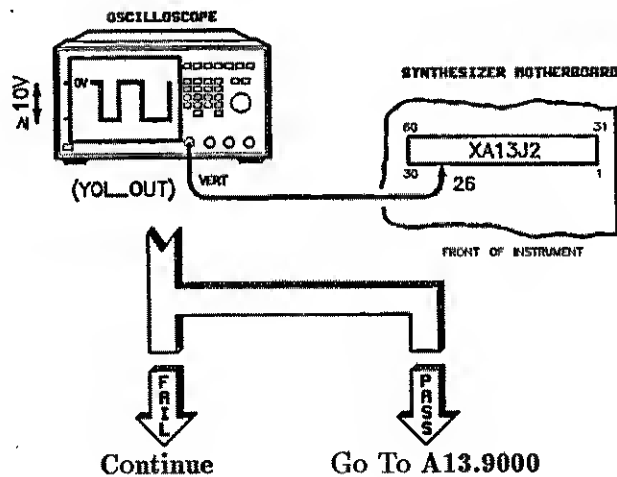 OSCILLOSCOPE
0V
≥ 10V
(YOL_OUT)
VERT
SYNTHESIZER MOTHERBOARD
60
31
XA13J2
30
1
26
FRONT OF INSTRUMENT
FAIL
PASS
Continue
Go To A13.9000